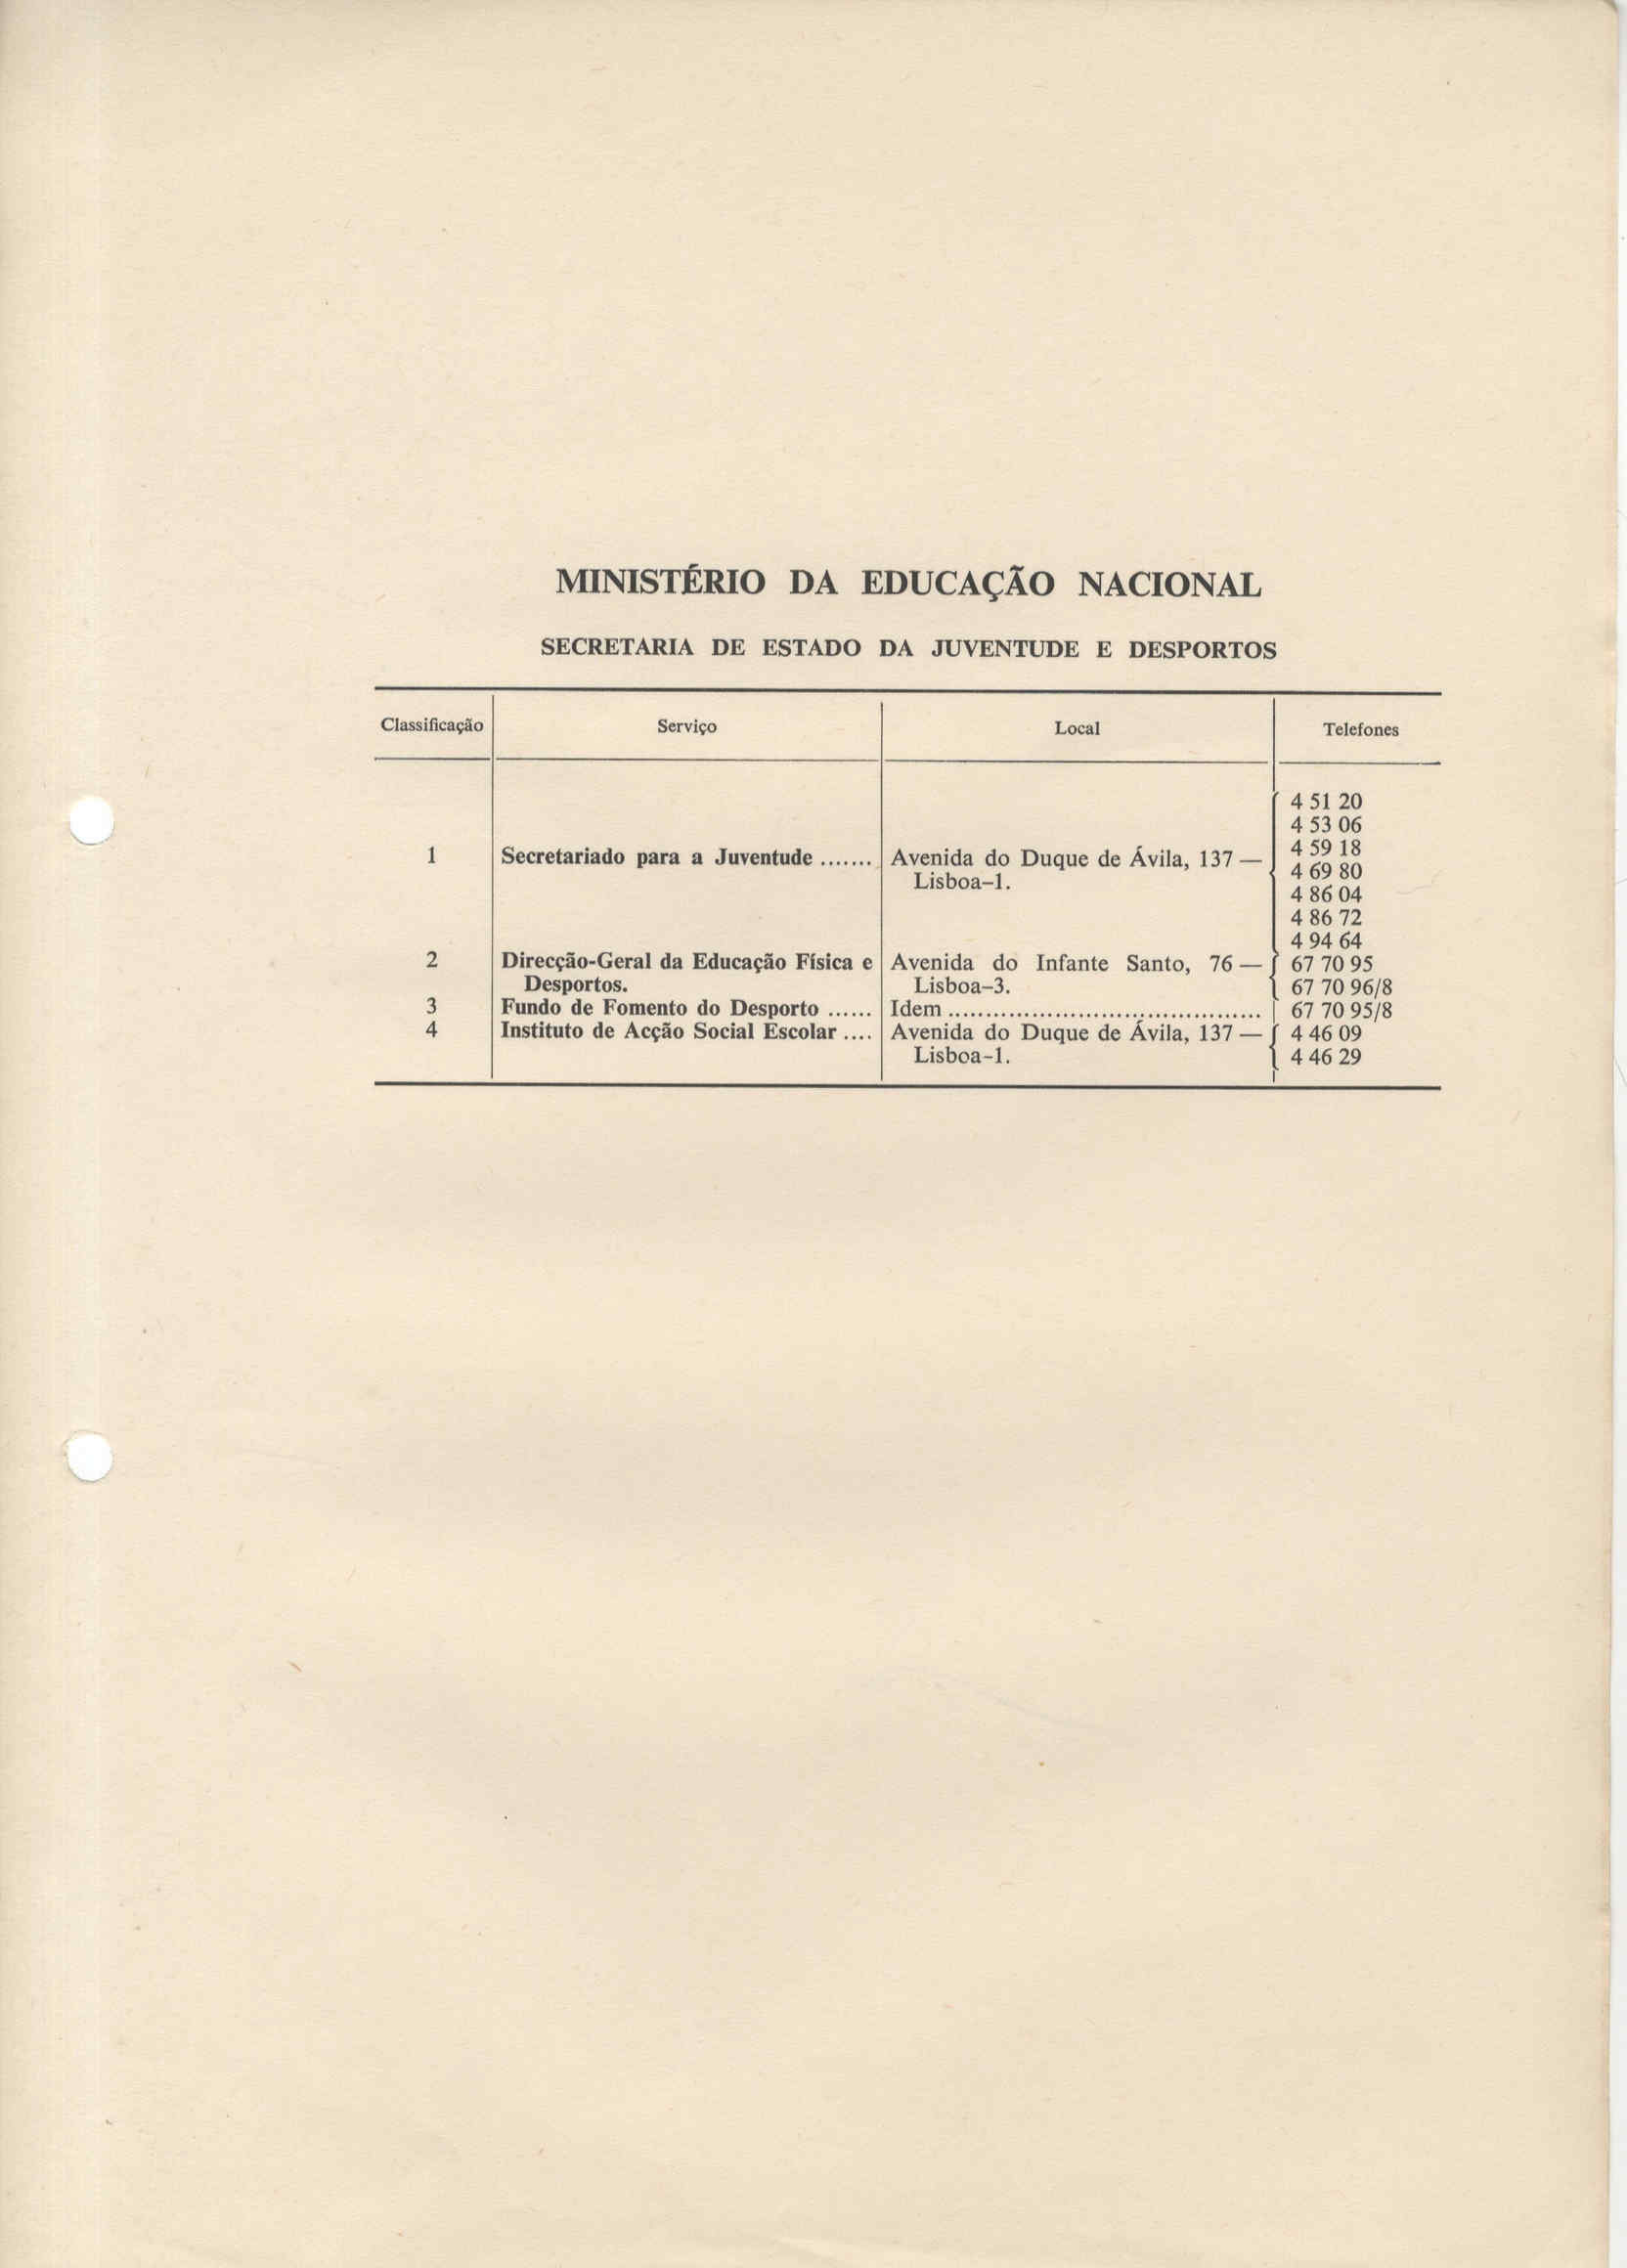 MINISTÉRIO DA EDUCAÇÃO NACIONAL
SECRETARIA DE ESTADO DA JUVENTUDE E DESPORTOS
Classificação Serviço Local Telefones
4 51 20
4 53 06
4 59 18
1 Secretariado para a Juventude ....... Avenida do Duque de Ávila, 137 —
4 69 80
Lisboa-1.
4 86 04
4 86 72
4 94 64
2 Direcção-Geral da Educação Física e Avenida do Infante Santo, 76 — 67 70 95
Desportos. Lisboa-3. 67 70 96/8
3 Fundo de Fomento do Desporto ...... Idem .......................................... 67 70 95/8
4 Instituto de Acção Social Escolar .... Avenida do Duque de Ávila, 137 — 4 46 09
Lisboa-1. 4 46 29